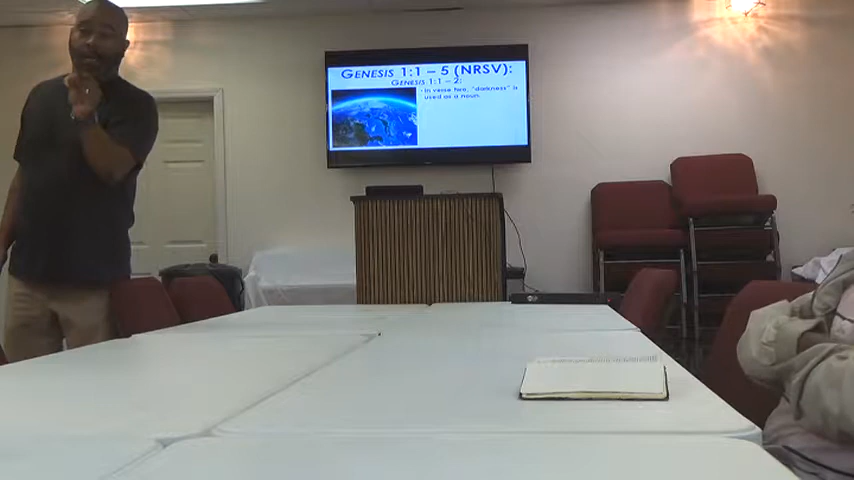 GENESIS 1:1 – 5 (NRSV):
GENESIS 1:1 – 2:
- In verse two, "darkness" is
used as a noun.